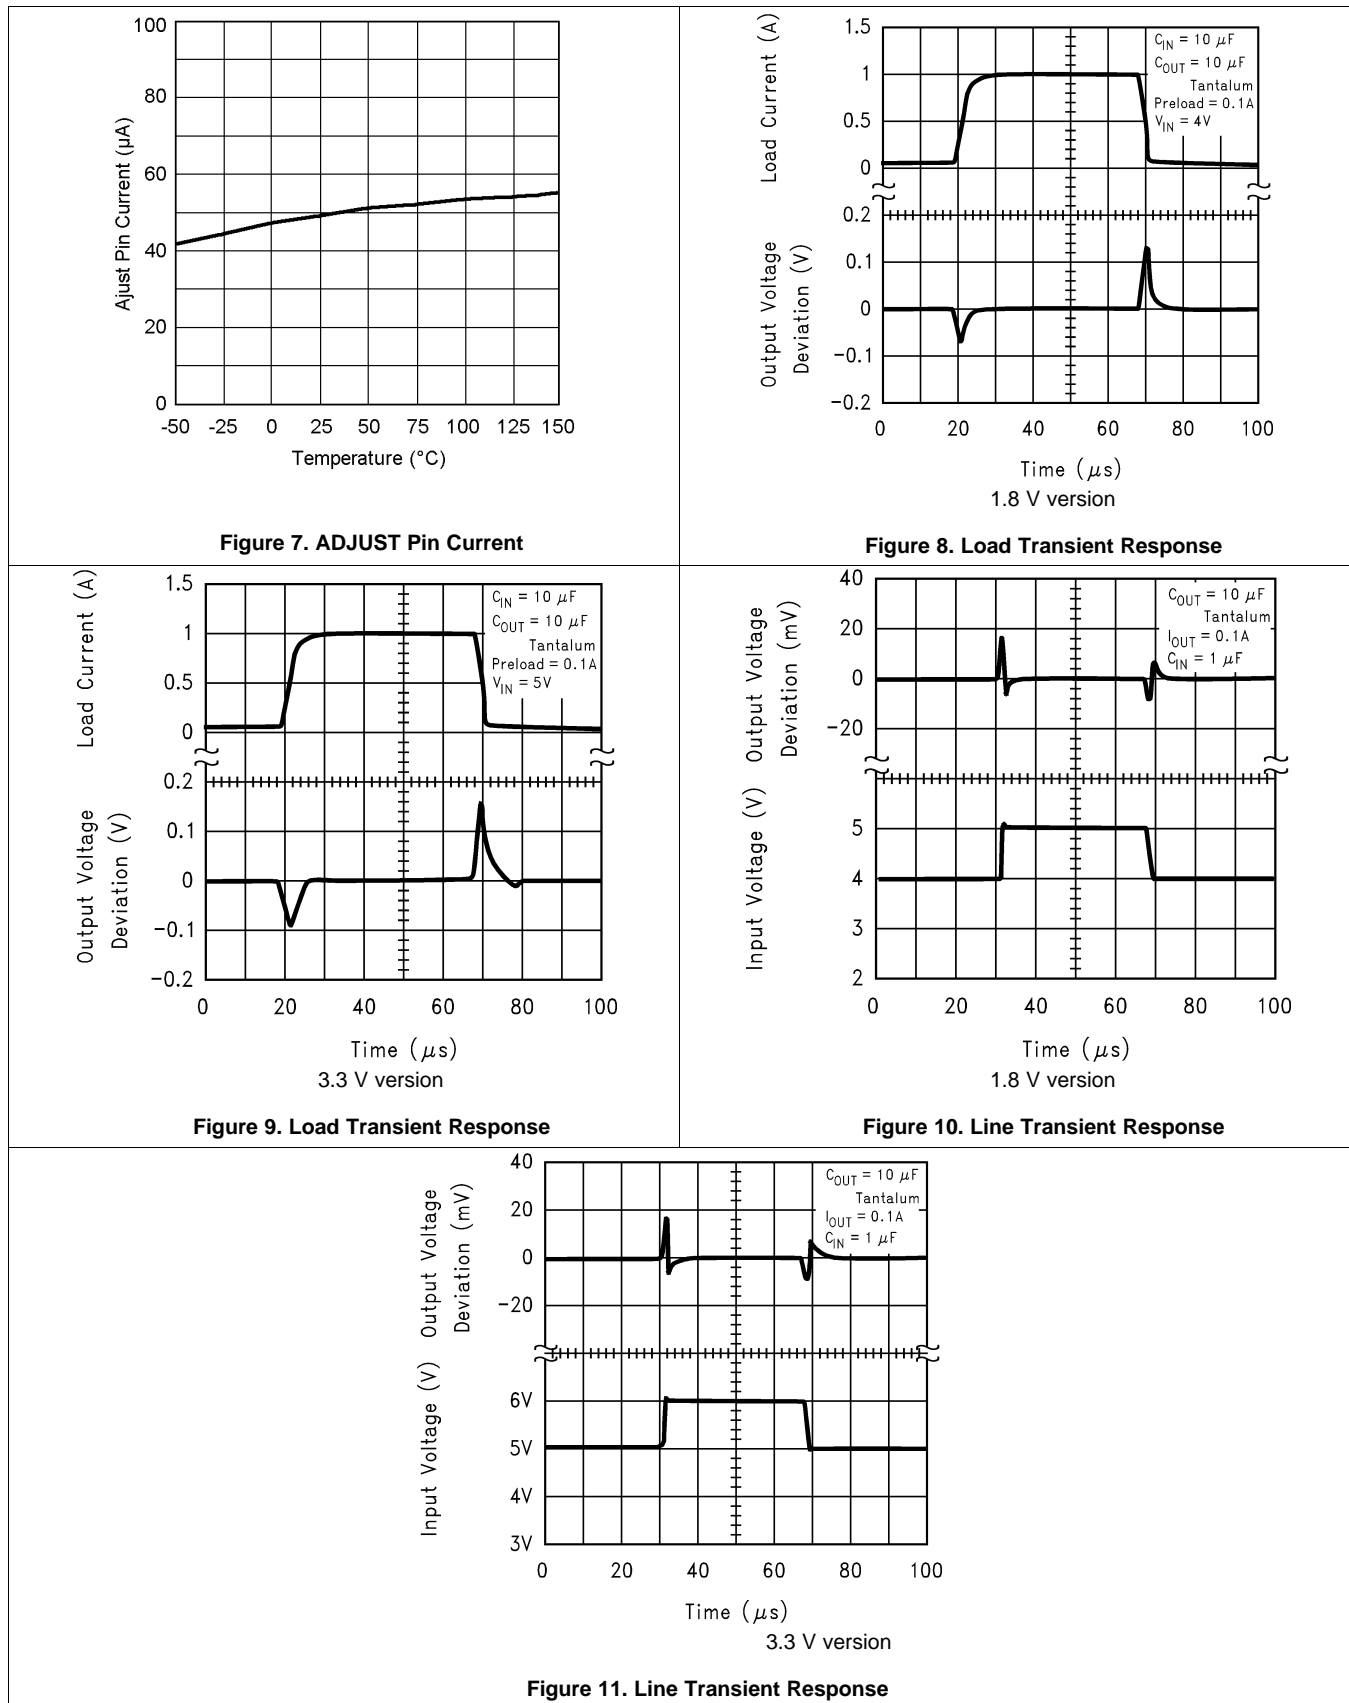 100
80
60
40
20
0
Ajust Pin Current (µA)
-50 -25 0 25 50 75 100 125 150
Temperature (°C)
Figure 7. ADJUST Pin Current
Load Current (A)
1.5
1
0.5
0
C_IN = 10 μF
C_OUT = 10 μF
Tantalum
Preload = 0.1A
V_IN = 4V
Output Voltage
Deviation (V)
0.2
0.1
0
-0.1
-0.2
0 20 40 60 80 100
Time (μs)
1.8 V version
Figure 8. Load Transient Response
Load Current (A)
1.5
1
0.5
0
C_IN = 10 μF
C_OUT = 10 μF
Tantalum
Preload = 0.1A
V_IN = 5V
Output Voltage
Deviation (V)
0.2
0.1
0
-0.1
-0.2
0 20 40 60 80 100
Time (μs)
3.3 V version
Figure 9. Load Transient Response
Output Voltage
Deviation (mV)
40
20
0
-20
C_OUT = 10 μF
Tantalum
I_OUT = 0.1A
C_IN = 1 μF
Input Voltage (V)
5
4
3
2
0 20 40 60 80 100
Time (μs)
1.8 V version
Figure 10. Line Transient Response
Output Voltage
Deviation (mV)
40
20
0
-20
C_OUT = 10 μF
Tantalum
I_OUT = 0.1A
C_IN = 1 μF
Input Voltage (V)
6V
5V
4V
3V
0 20 40 60 80 100
Time (μs)
3.3 V version
Figure 11. Line Transient Response